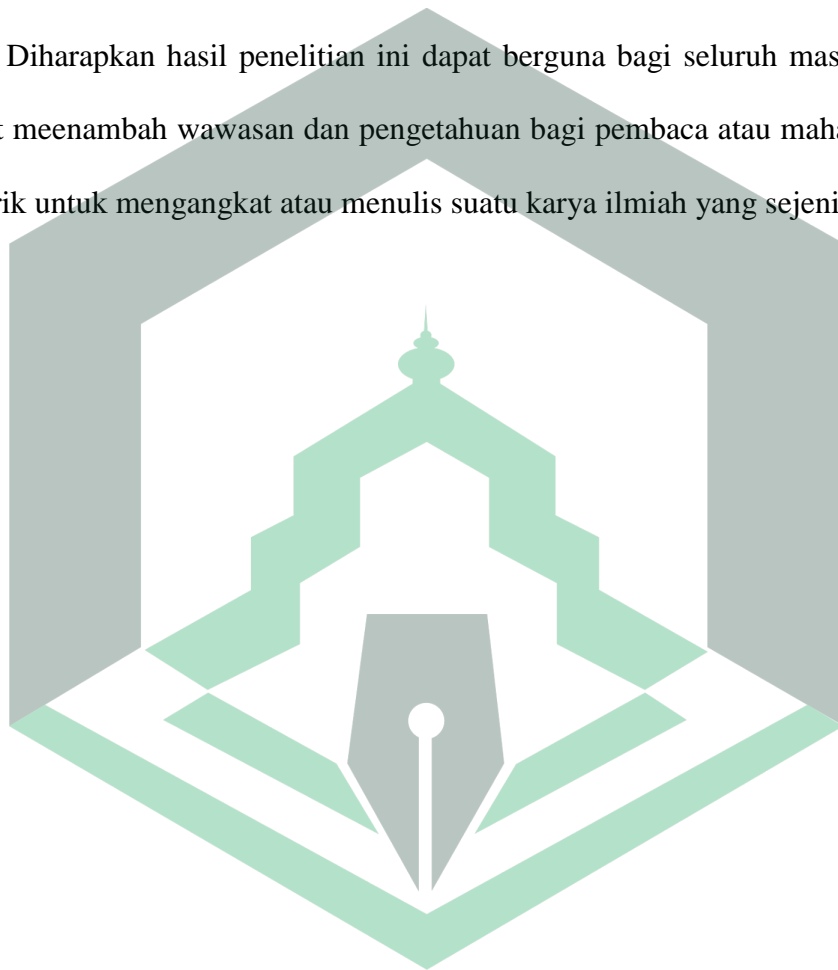 Diharapkan hasil penelitian ini dapat berguna bagi seluruh mas
t meenambah wawasan dan pengetahuan bagi pembaca atau maha
rik untuk mengangkat atau menulis suatu karya ilmiah yang sejeni